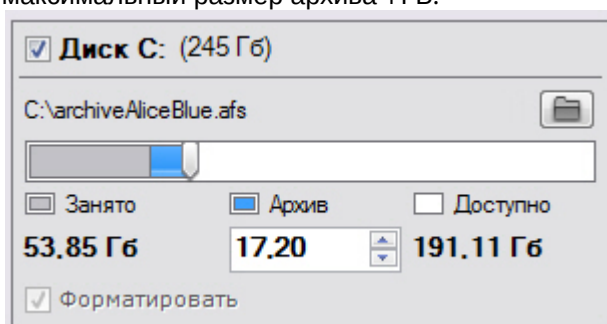 Диск C: (245 Гб)
C:\archiveAliceBlue.afs
Занято Архив Доступно
53.85 Гб 17.20 191.11 Гб
Форматировать